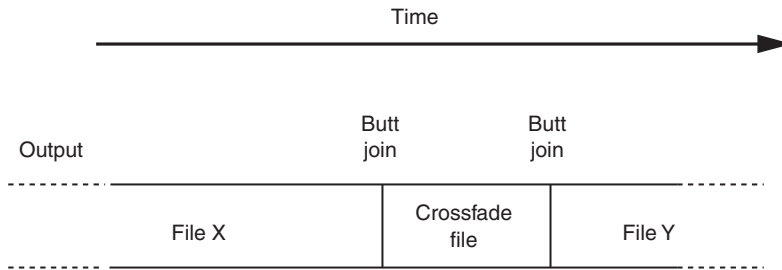 Time
Butt
join
Butt
join
Output
File X
Crossfade
file
File Y